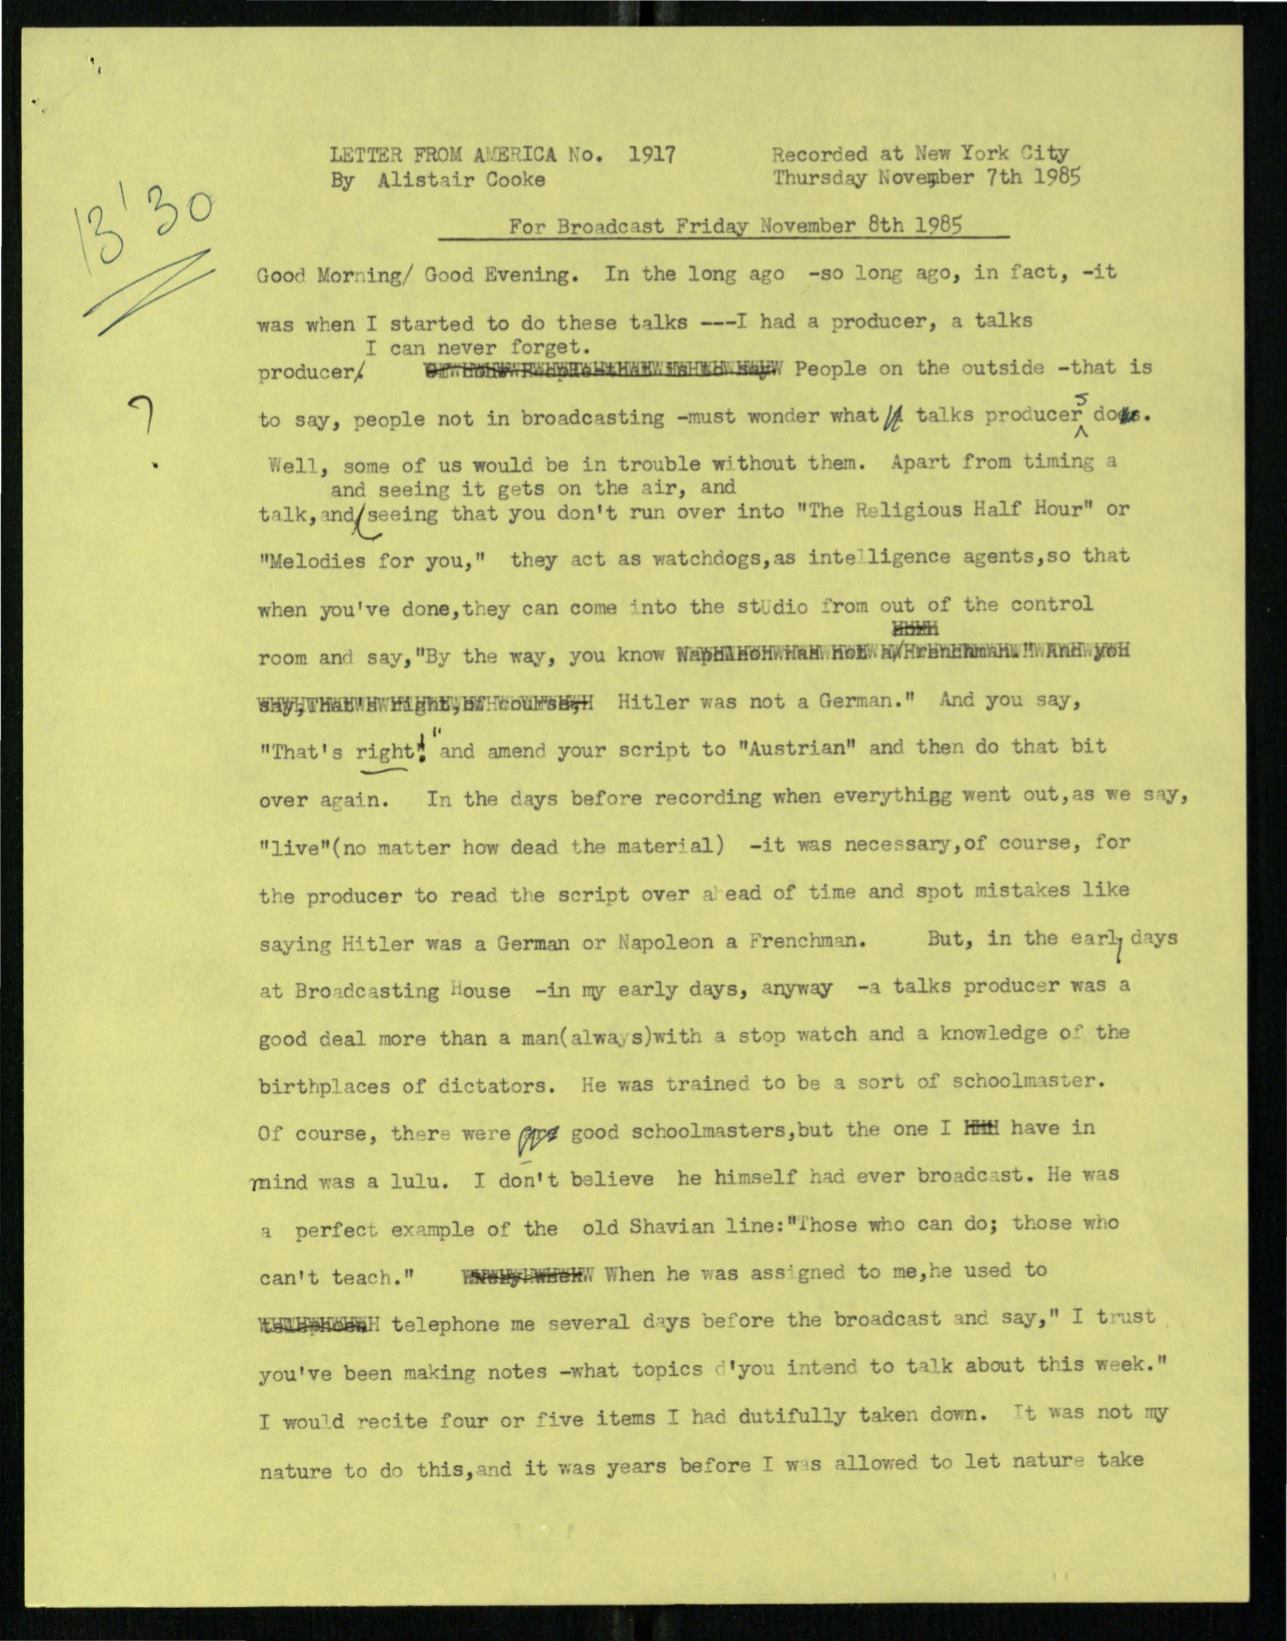 LETTER FROM AMERICA No. 1917 Recorded at New York City
By Alistair Cooke Thursday November 7th 1985
13'30
For Broadcast Friday November 8th 1985
Good Morning/ Good Evening. In the long ago -so long ago, in fact, -it
was when I started to do these talks ---I had a producer, a talks
I can never forget.
producer/ People on the outside -that is
?
to say, people not in broadcasting -must wonder what talks producers do.
Well, some of us would be in trouble without them. Apart from timing a
and seeing it gets on the air, and
talk,and/seeing that you don't run over into "The Religious Half Hour" or
"Melodies for you," they act as watchdogs,as intelligence agents,so that
when you've done,they can come into the studio from out of the control
room and say,"By the way, you know Napoleon was not a/Frenchman." And you
say,That's right,of course, Hitler was not a German." And you say,
"That's right!" and amend your script to "Austrian" and then do that bit
over again. In the days before recording when everything went out,as we say,
"live"(no matter how dead the material) -it was necessary,of course, for
the producer to read the script over ahead of time and spot mistakes like
saying Hitler was a German or Napoleon a Frenchman. But, in the early days
at Broadcasting House -in my early days, anyway -a talks producer was a
good deal more than a man(always)with a stop watch and a knowledge of the
birthplaces of dictators. He was trained to be a sort of schoolmaster.
Of course, there were good schoolmasters,but the one I have in
mind was a lulu. I don't believe he himself had ever broadcast. He was
a perfect example of the old Shavian line:"Those who can do; those who
can't teach." When he was assigned to me,he used to
telephone me several days before the broadcast and say," I trust
you've been making notes -what topics d'you intend to talk about this week."
I would recite four or five items I had dutifully taken down. It was not my
nature to do this,and it was years before I was allowed to let nature take